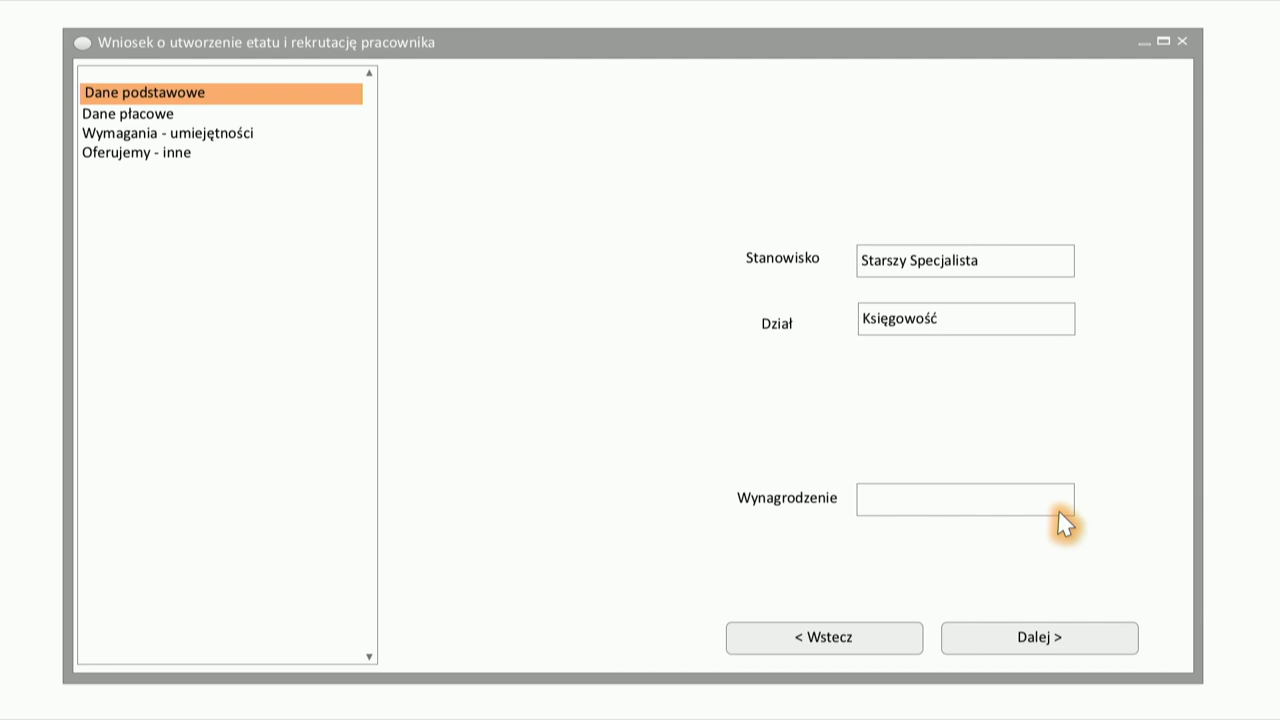 Wniosek o utworzenie etatu i rekrutację pracownika
Dane podstawowe
Dane płacowe
Wymagania - umiejętności
Oferujemy - inne
Stanowisko
Starszy Specjalista
Dział
Księgowość
Wynagrodzenie
< Wstecz
Dalej >